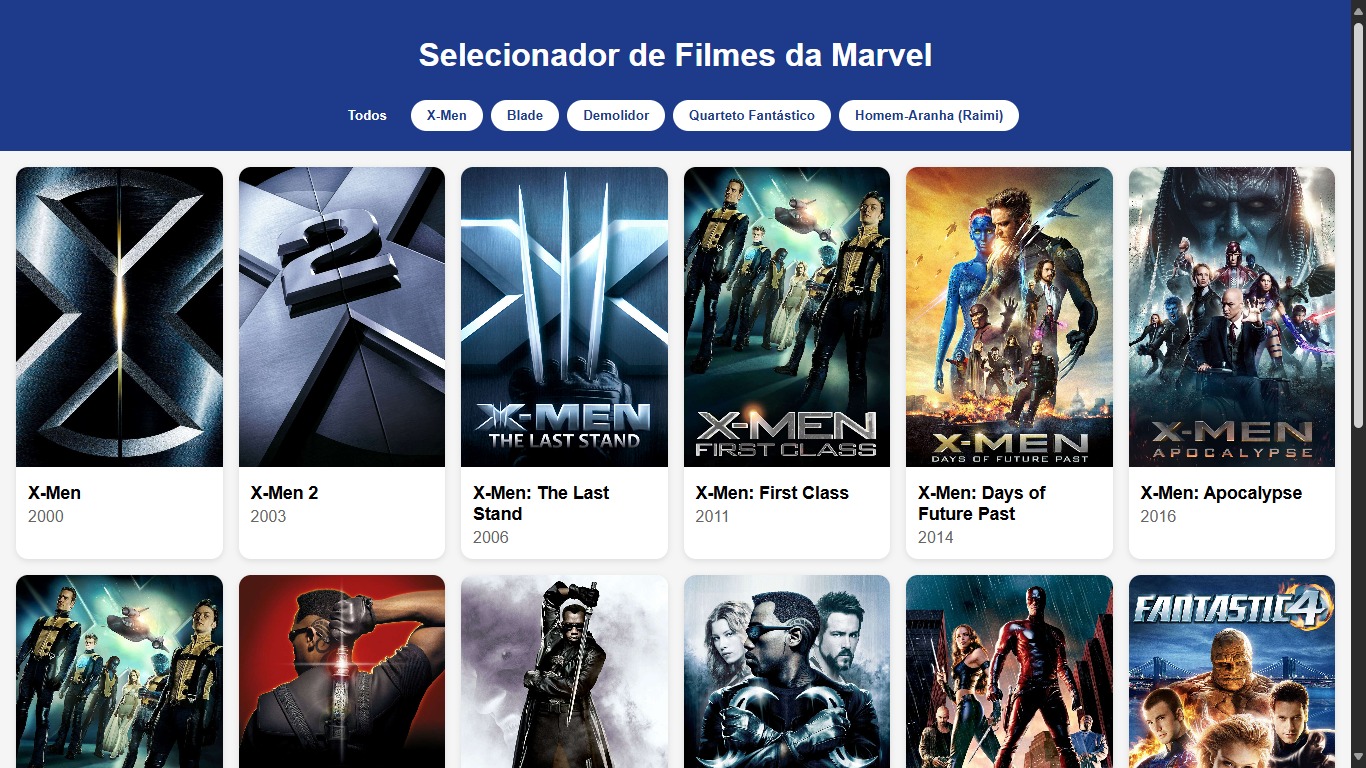 Selecionador de Filmes da Marvel
Todos X-Men Blade Demolidor Quarteto Fantástico Homem-Aranha (Raimi)
2
X-MEN
THE LAST STAND
X-MEN
FIRST CLASS
X-MEN
DAYS OF FUTURE PAST
X-MEN
APOCALYPSE
X-Men
2000
X-Men 2
2003
X-Men: The Last
Stand
2006
X-Men: First Class
2011
X-Men: Days of
Future Past
2014
X-Men: Apocalypse
2016
FANTASTIC 4